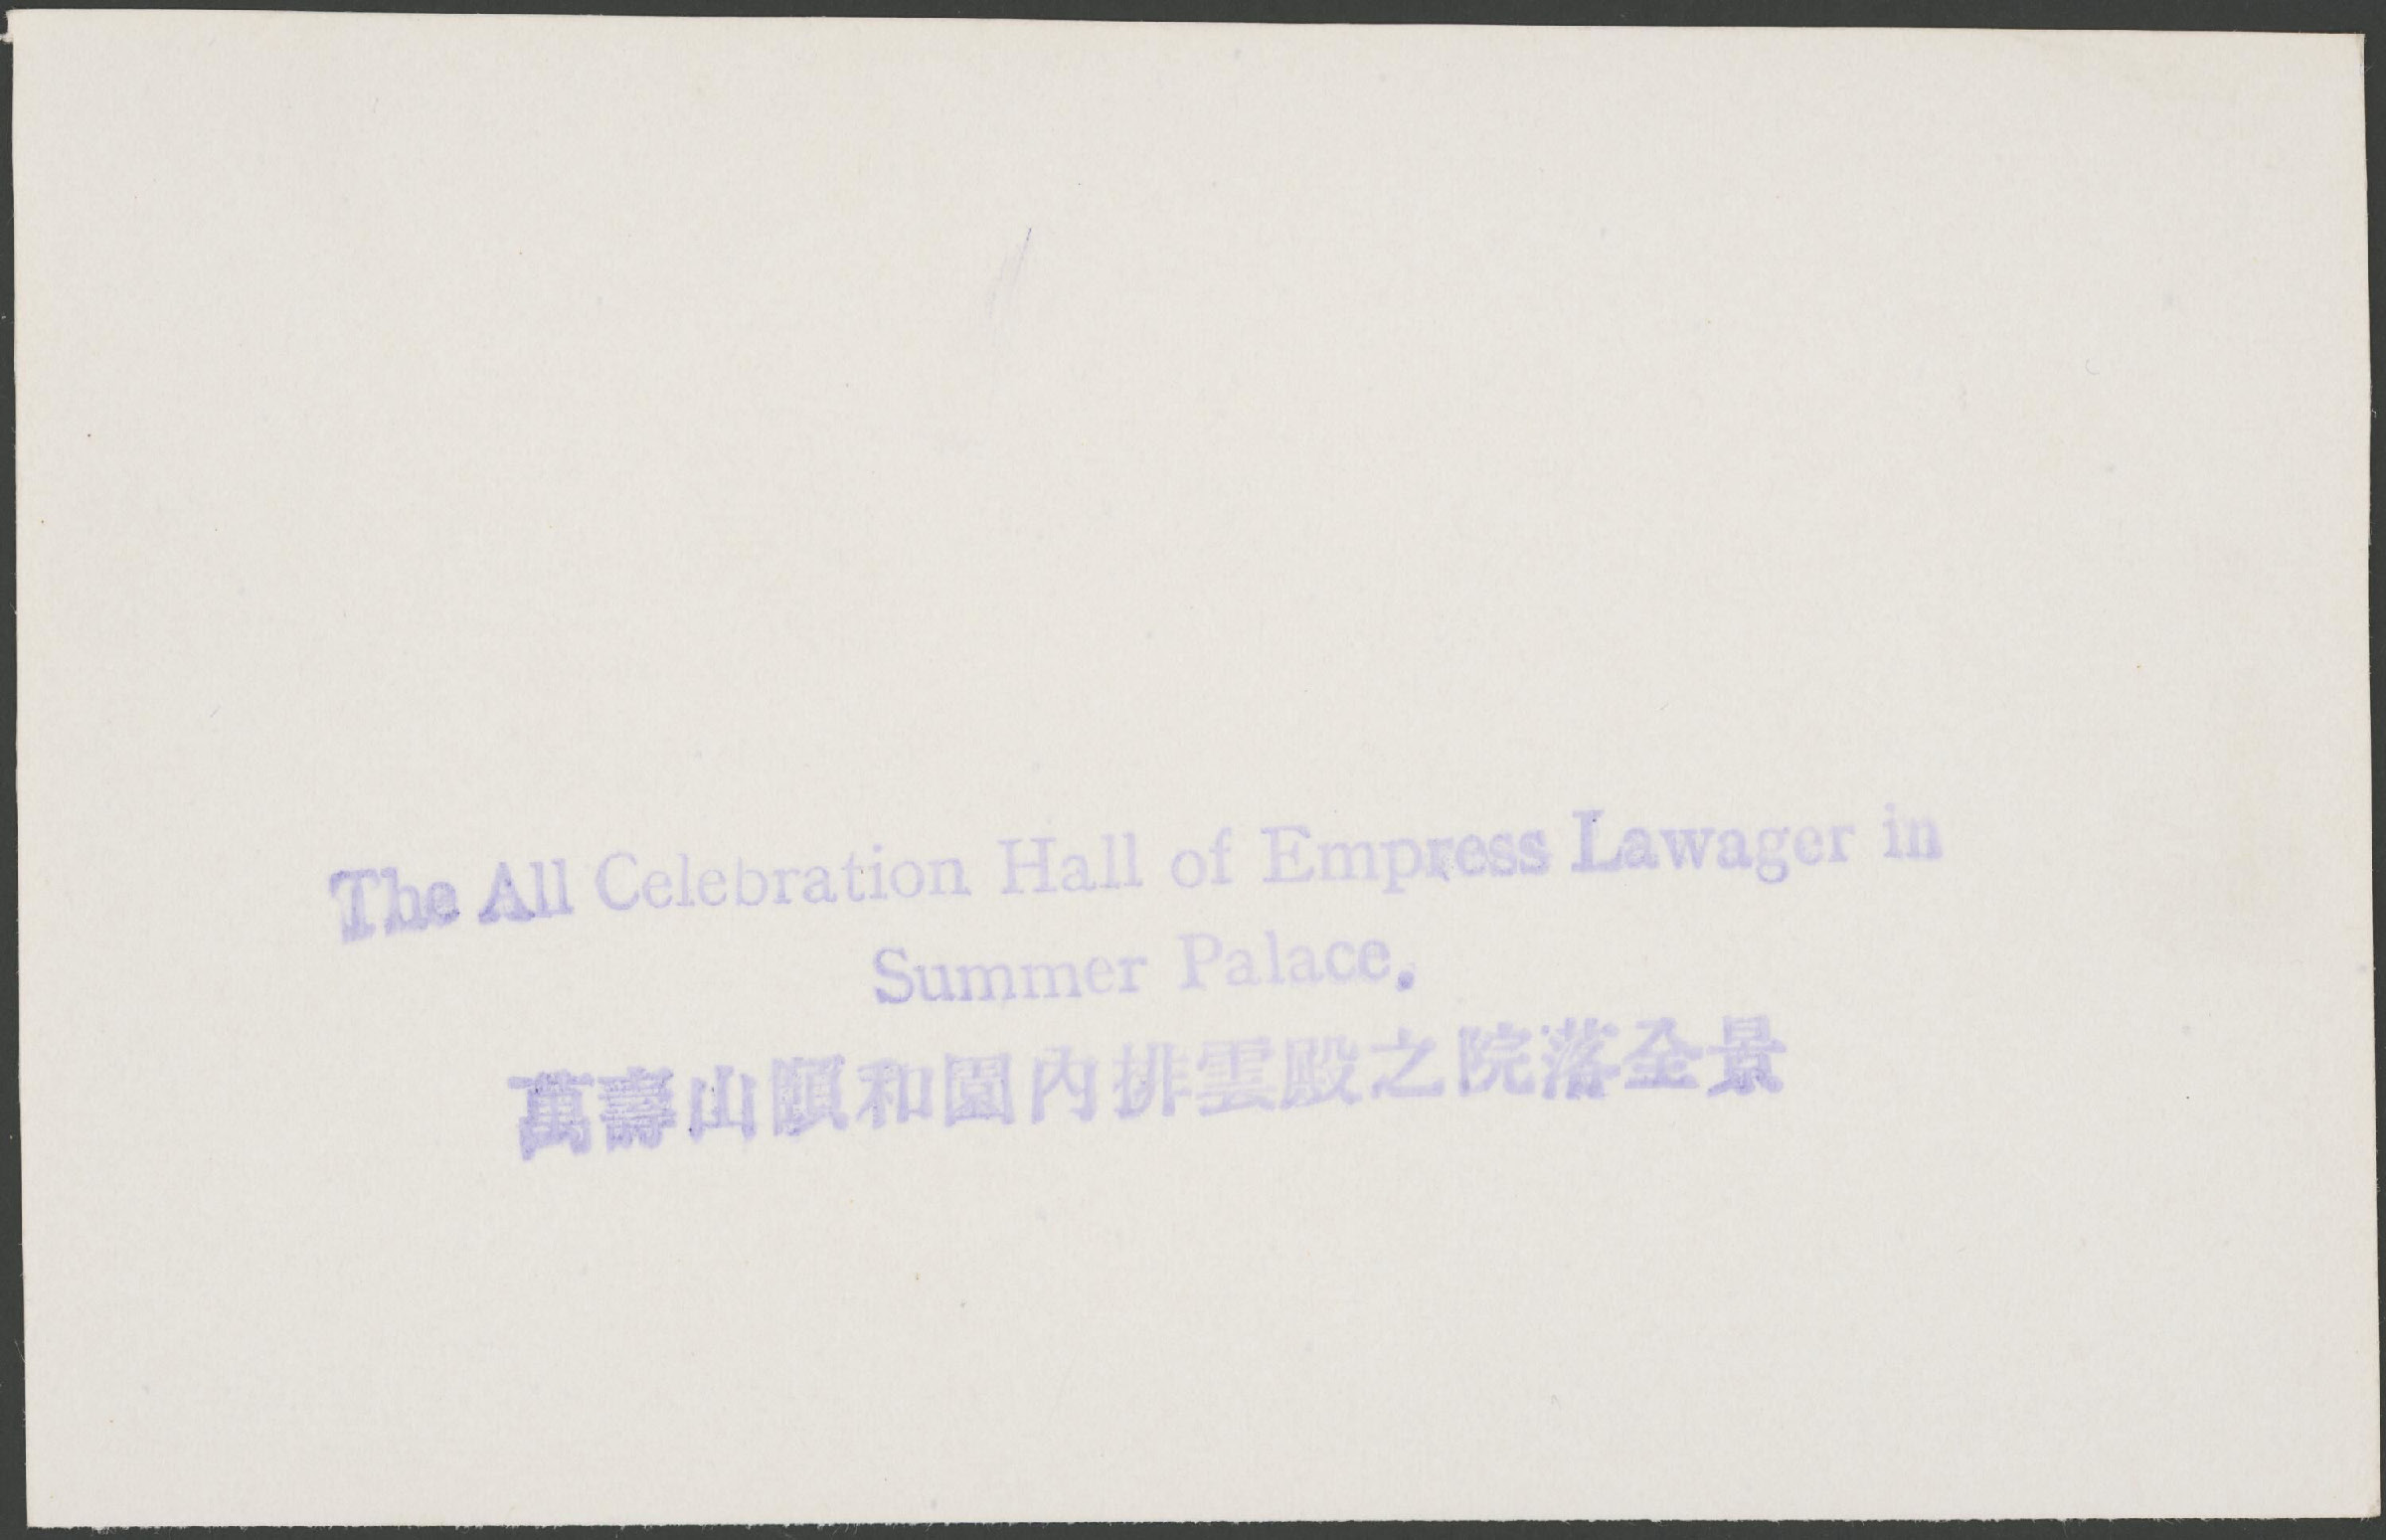 The All Celebration Hall of Empress Lawager in
Summer Palace.
萬壽山頤和園內排雲殿之院落全景